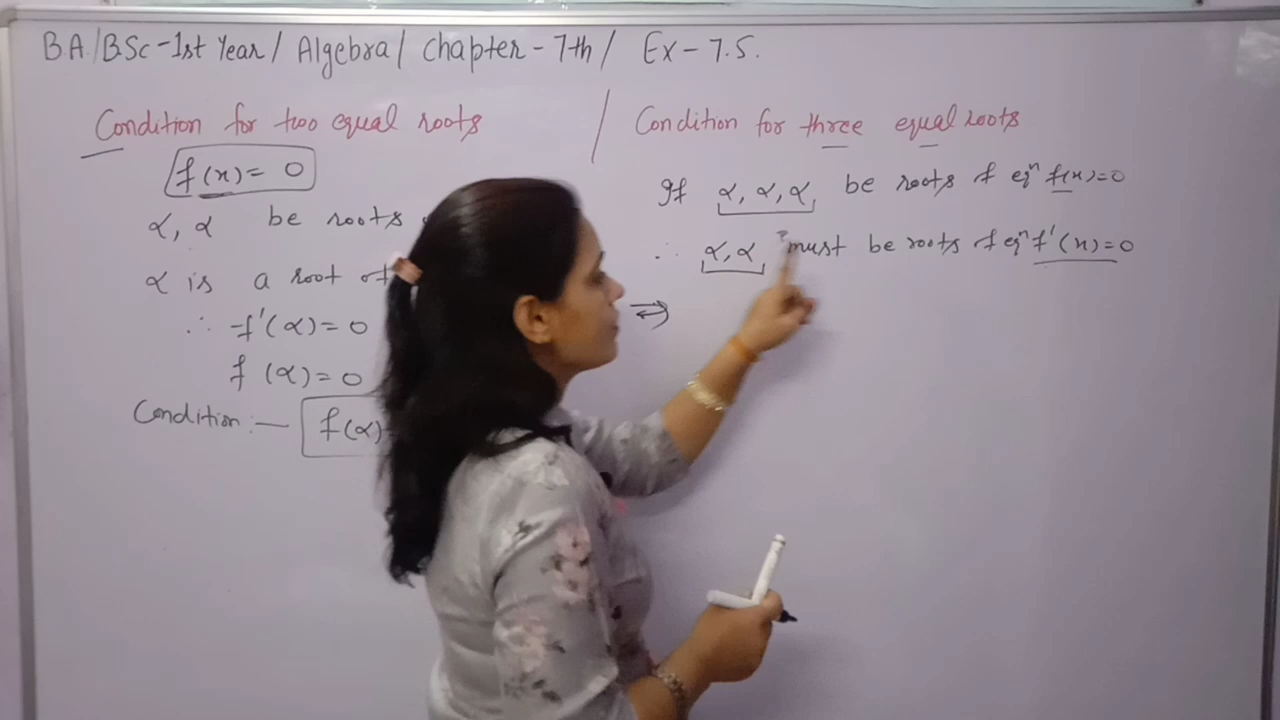 B.A./B.Sc-1st Year/ Algebra/ Chapter-7th/ Ex-7.5.
Condition for two equal roots
f(x)= 0
α, α be roots
α is a root of
∴ f'(α)= 0
f (α)= 0
Condition:— f(α)
/ Condition for three equal roots
If α, α, α be roots of eqⁿ f(x)=0
∴ α, α must be roots of eqⁿ f'(x)=0
⇒